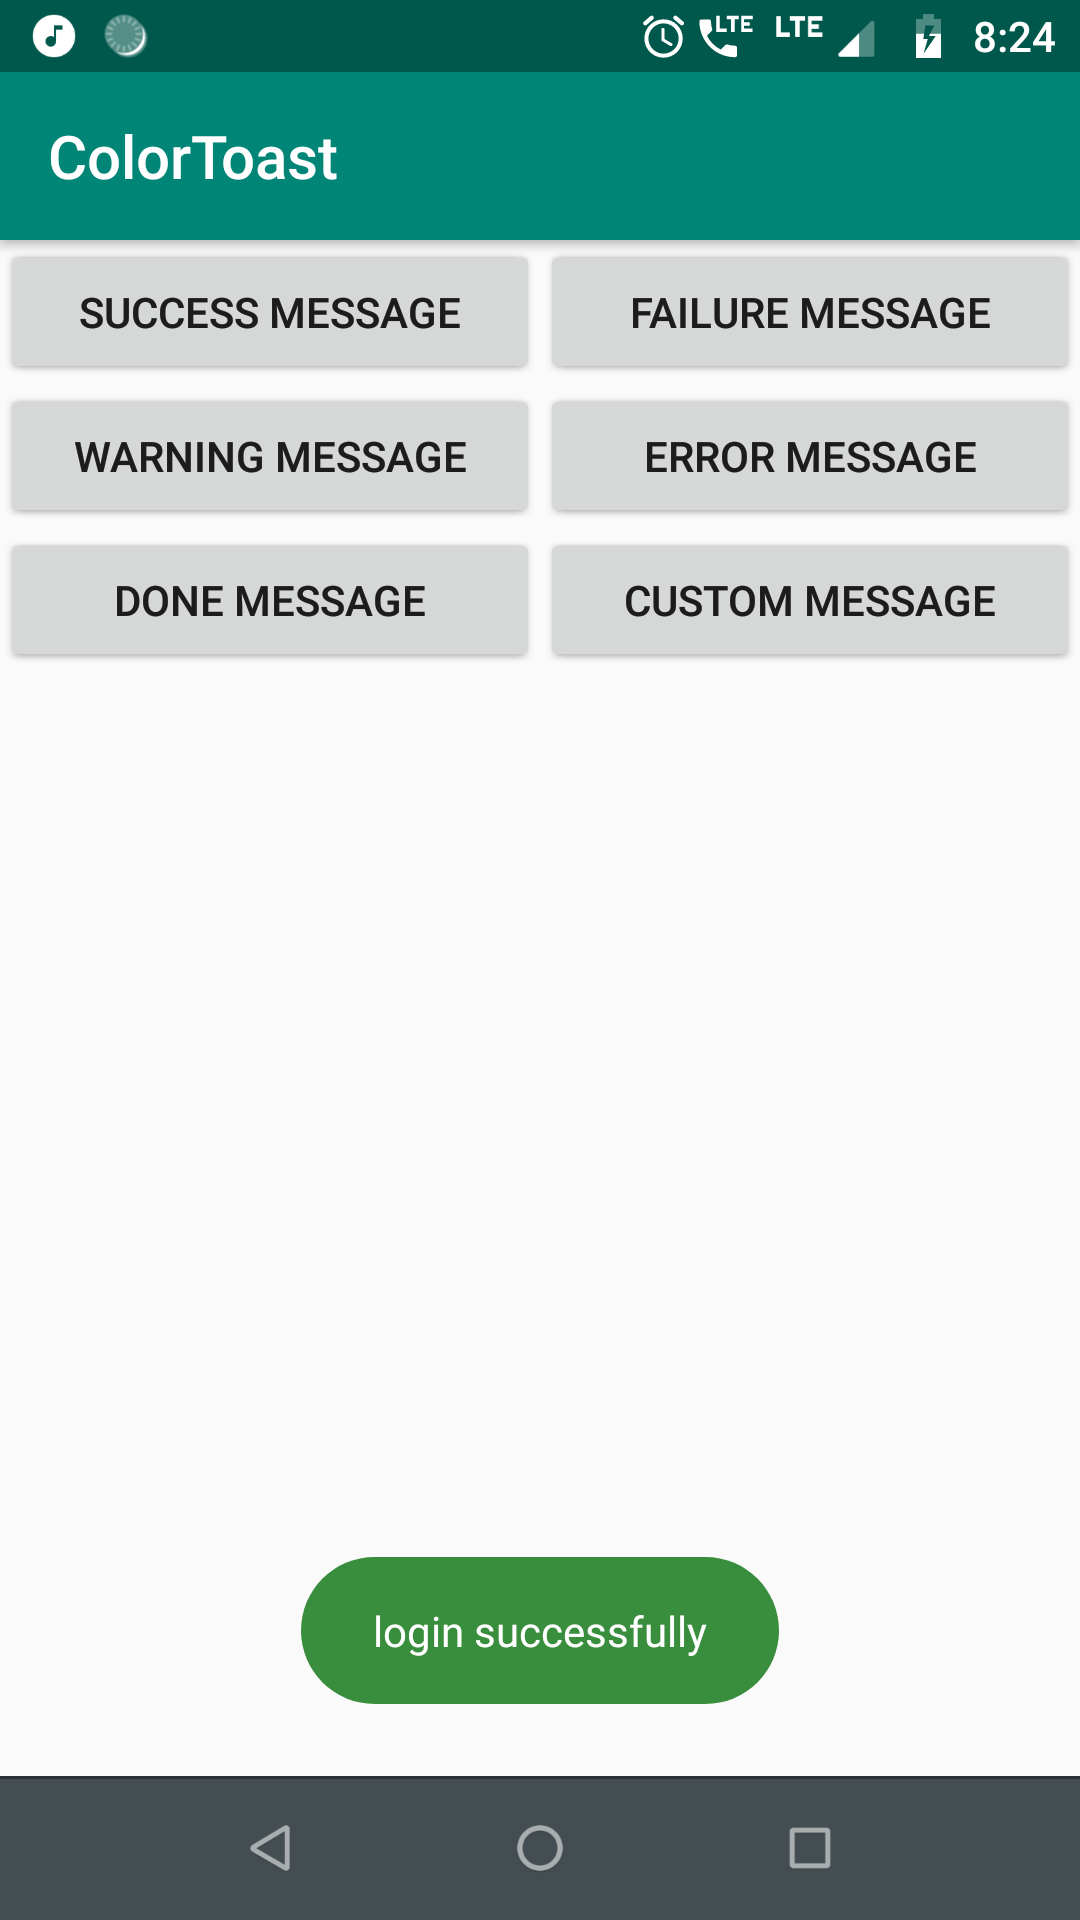 LTE LTE 8:24
ColorToast
SUCCESS MESSAGE FAILURE MESSAGE
WARNING MESSAGE ERROR MESSAGE
DONE MESSAGE CUSTOM MESSAGE
login successfully